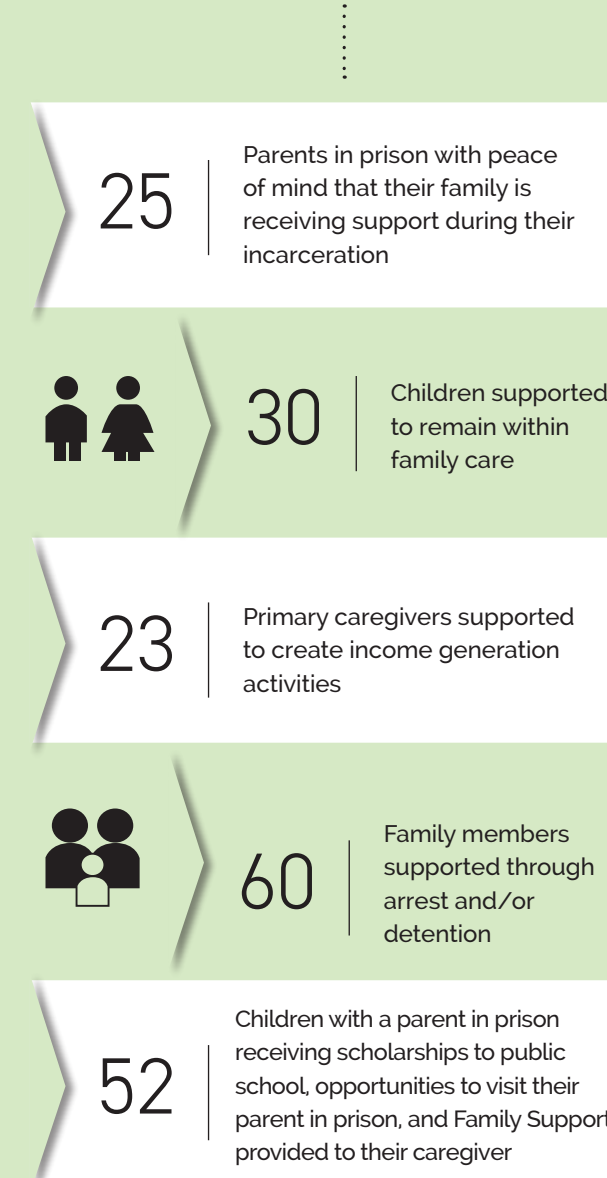 25
Parents in prison with peace
of mind that their family is
receiving support during their
incarceration
30
Children supported
to remain within
family care
23
Primary caregivers supported
to create income generation
activities
60
Family members
supported through
arrest and/or
detention
52
Children with a parent in prison
receiving scholarships to public
school, opportunities to visit their
parent in prison, and Family Support
provided to their caregiver